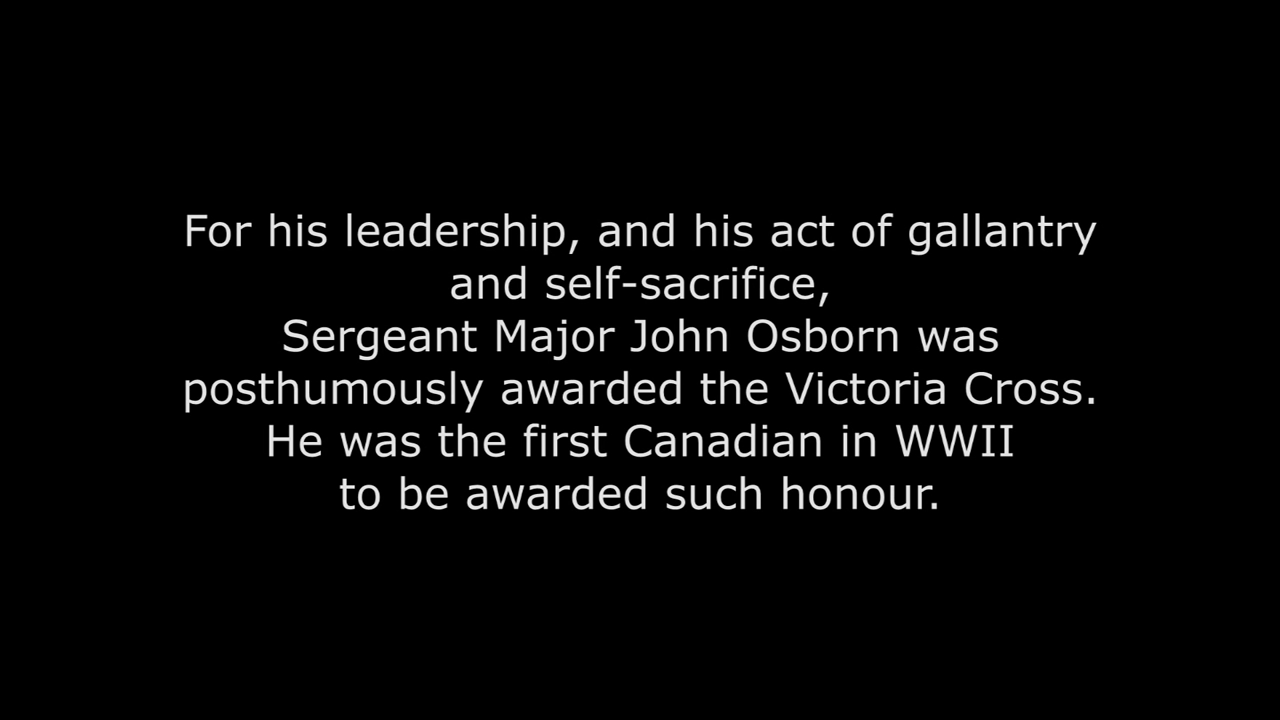 For his leadership, and his act of gallantry
and self-sacrifice,
Sergeant Major John Osborn was
posthumously awarded the Victoria Cross.
He was the first Canadian in WWII
to be awarded such honour.